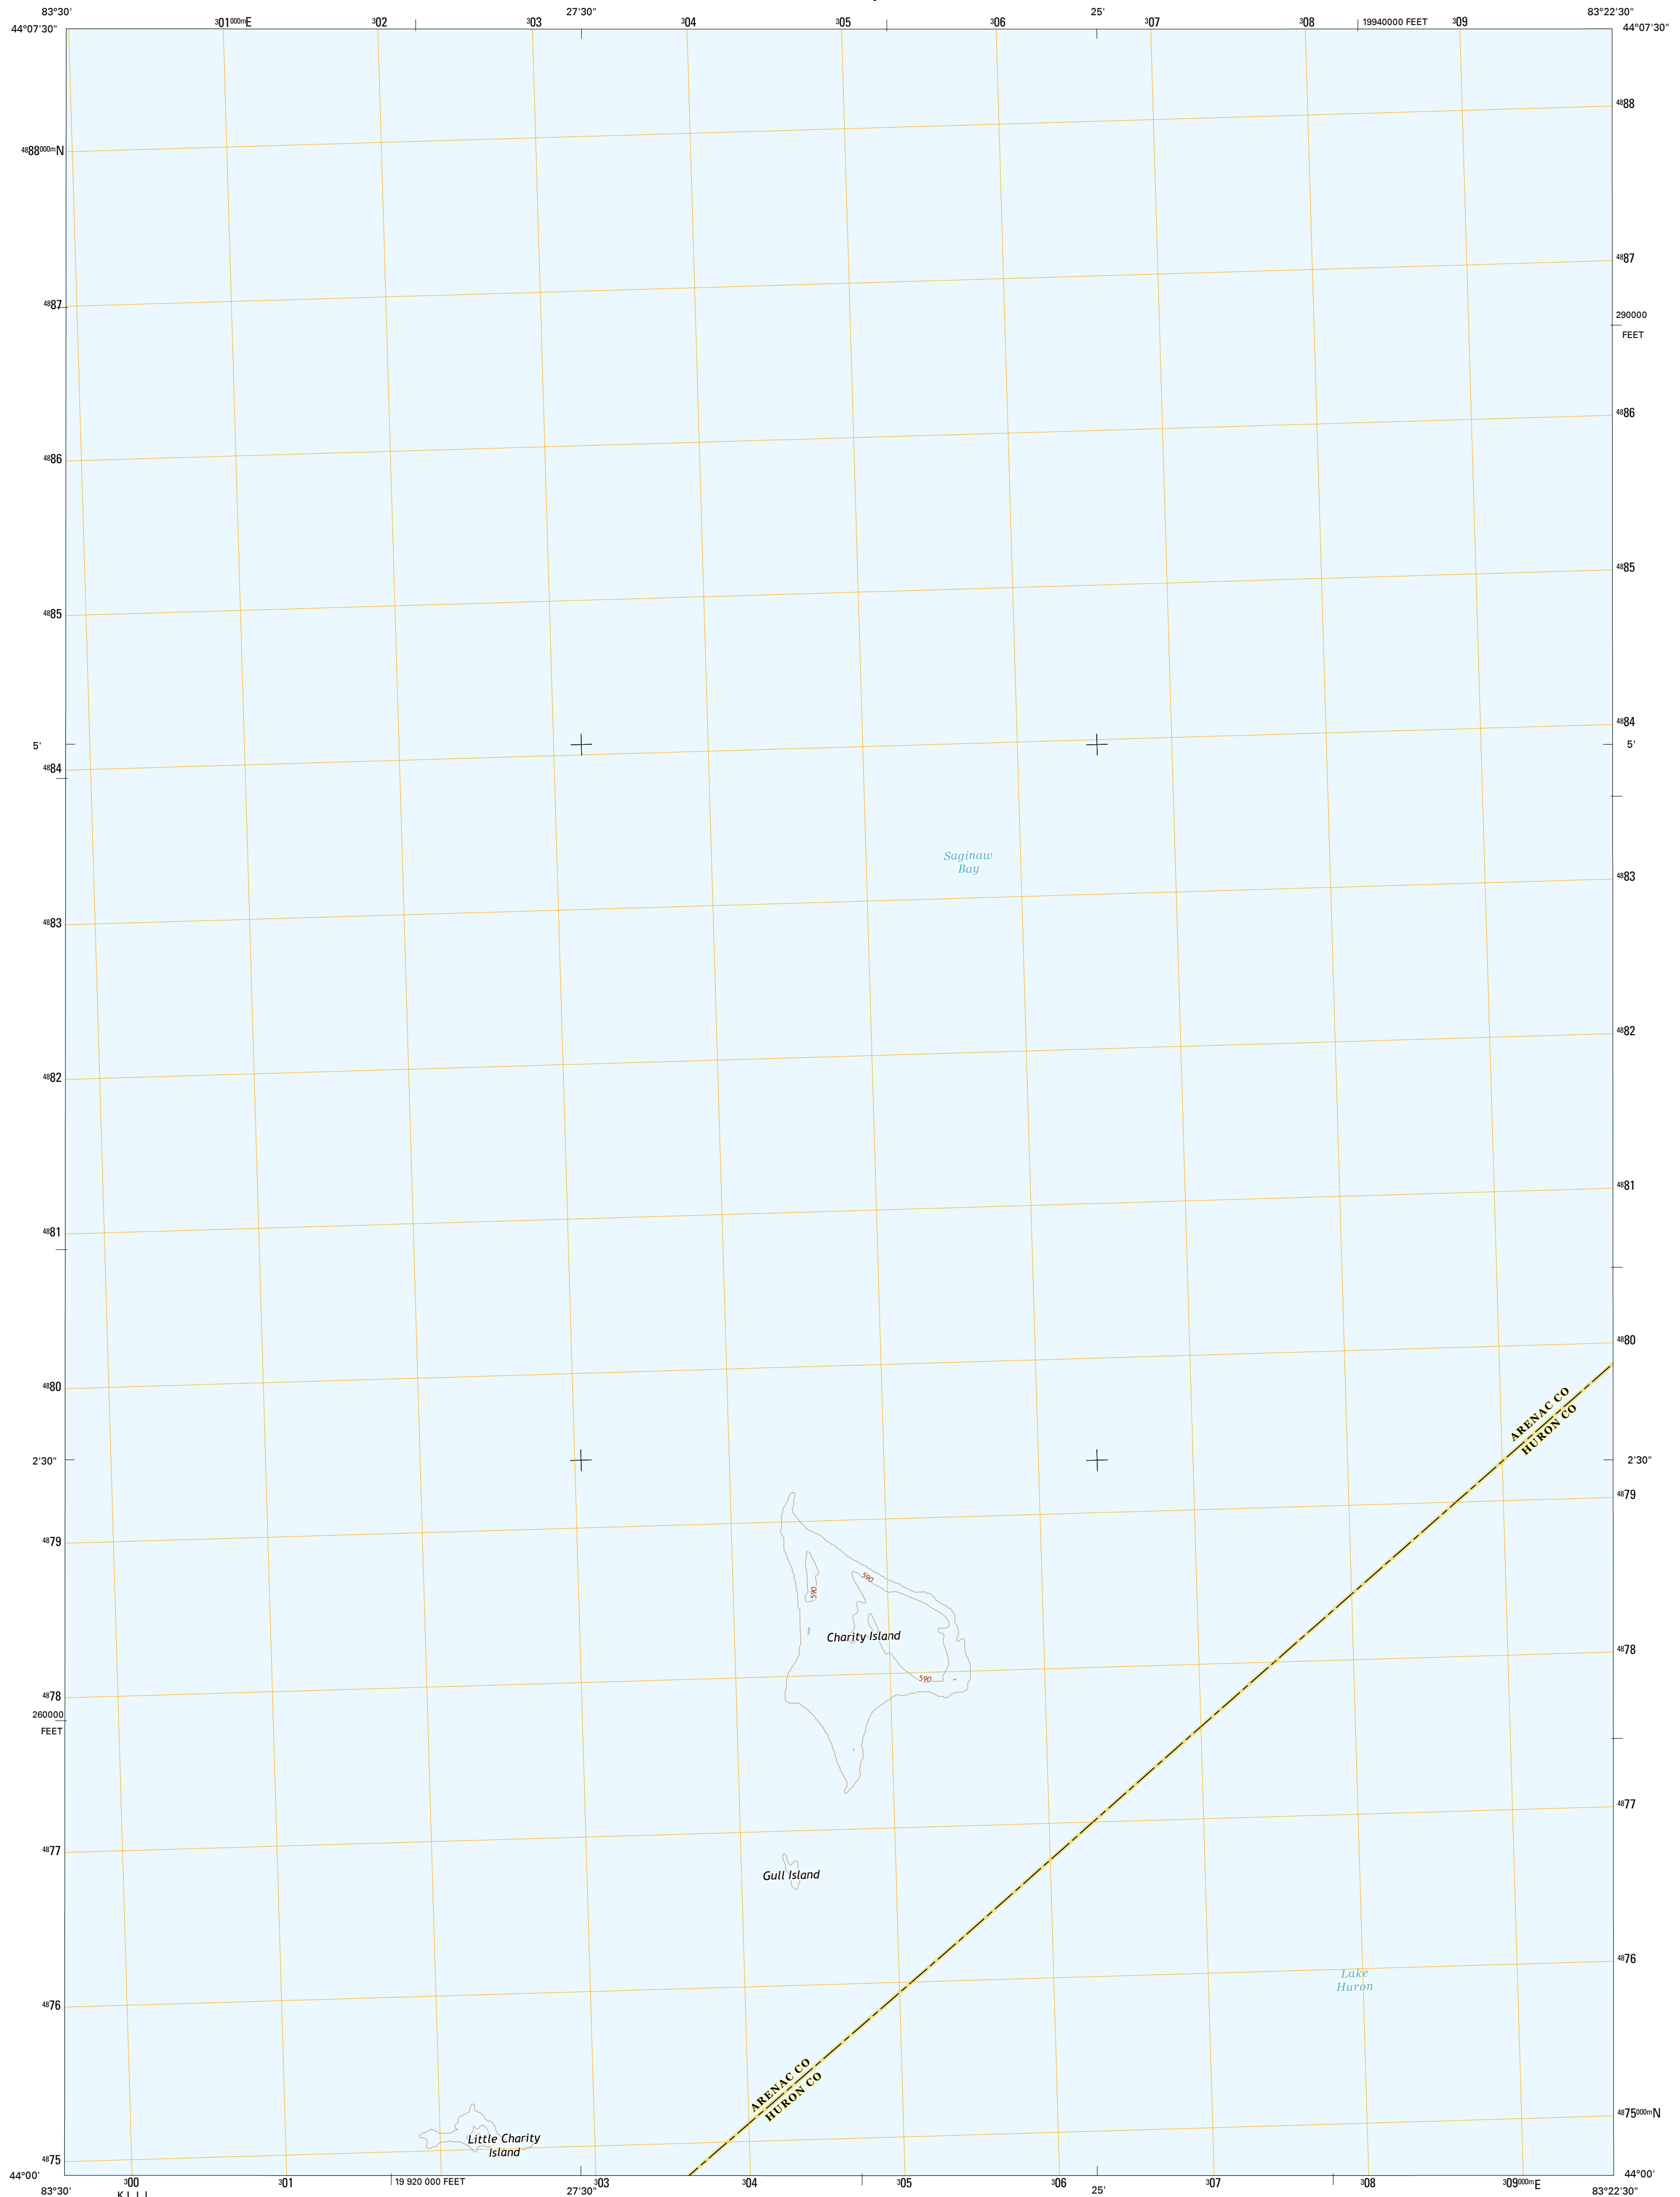 83°30' 27'30" 25' 83°22'30"
³01⁰⁰⁰ᵐE ³02 ³03 ³04 ³05 ³06 ³07 ³08 19940000 FEET ³09
44°07'30" 44°07'30"
⁴⁸88
⁴⁸88⁰⁰⁰ᵐN
⁴⁸87
⁴⁸87
290000
FEET
⁴⁸86
⁴⁸86
⁴⁸85
⁴⁸85
⁴⁸84
5' 5'
⁴⁸84
Saginaw
Bay
⁴⁸83
⁴⁸83
⁴⁸82
⁴⁸82
⁴⁸81
⁴⁸81
⁴⁸80
⁴⁸80
ARENAC CO
HURON CO
2'30" 2'30"
⁴⁸79
⁴⁸79
590
590
Charity Island
⁴⁸78
590
⁴⁸78
260000
FEET
⁴⁸77
⁴⁸77
Gull Island
⁴⁸76
Lake
Huron
⁴⁸76
ARENAC CO
HURON CO
⁴⁸75⁰⁰⁰ᵐN
Little Charity
Island
⁴⁸75
44°00' 44°00'
³00 ³01 19 920 000 FEET ³03 ³04 ³05 ³06 ³07 ³08 ³09⁰⁰⁰ᵐE
83°30' 27'30" 25' 83°22'30"